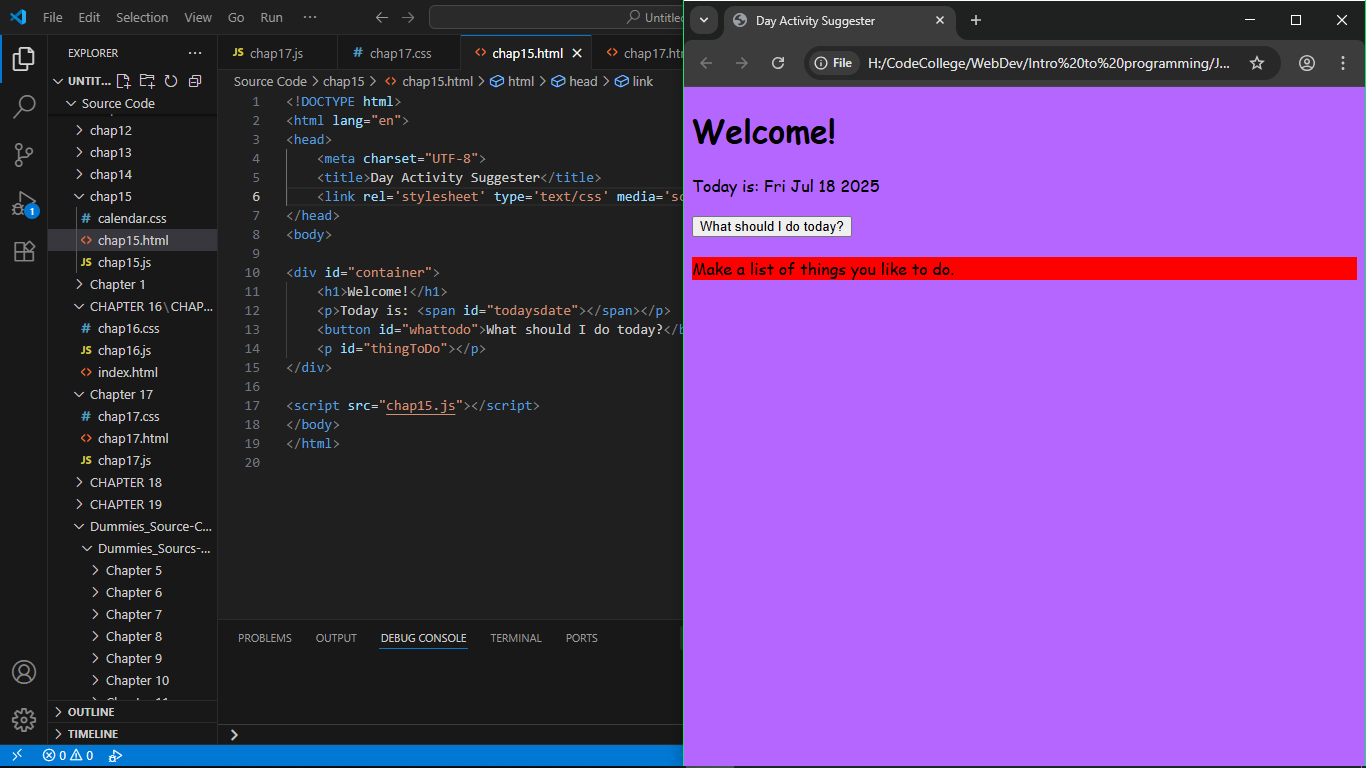 File Edit Selection View Go Run ··· Untitled
EXPLORER ···
UNTIT...
Source Code
chap12
chap13
chap14
chap15
# calendar.css
<> chap15.html
JS chap15.js
Chapter 1
CHAPTER 16\CHAP...
# chap16.css
JS chap16.js
<> index.html
Chapter 17
# chap17.css
<> chap17.html
JS chap17.js
CHAPTER 18
CHAPTER 19
Dummies_Source-C...
Dummies_Sourcs-...
Chapter 5
Chapter 6
Chapter 7
Chapter 8
Chapter 9
Chapter 10
OUTLINE
TIMELINE
1
0 0
JS chap17.js # chap17.css <> chap15.html <> chap17.ht
Source Code > chap15 > <> chap15.html > html > head > link
1 <!DOCTYPE html>
2 <html lang="en">
3 <head>
4 <meta charset="UTF-8">
5 <title>Day Activity Suggester</title>
6 <link rel='stylesheet' type='text/css' media='sc
7 </head>
8 <body>
9
10 <div id="container">
11 <h1>Welcome!</h1>
12 <p>Today is: <span id="todaysdate"></span></p>
13 <button id="whattodo">What should I do today?</b
14 <p id="thingToDo"></p>
15 </div>
16
17 <script src="chap15.js"></script>
18 </body>
19 </html>
20
PROBLEMS OUTPUT DEBUG CONSOLE TERMINAL PORTS
Day Activity Suggester
File H:/CodeCollege/WebDev/Intro%20to%20programming/J...
Welcome!
Today is: Fri Jul 18 2025
What should I do today?
Make a list of things you like to do.